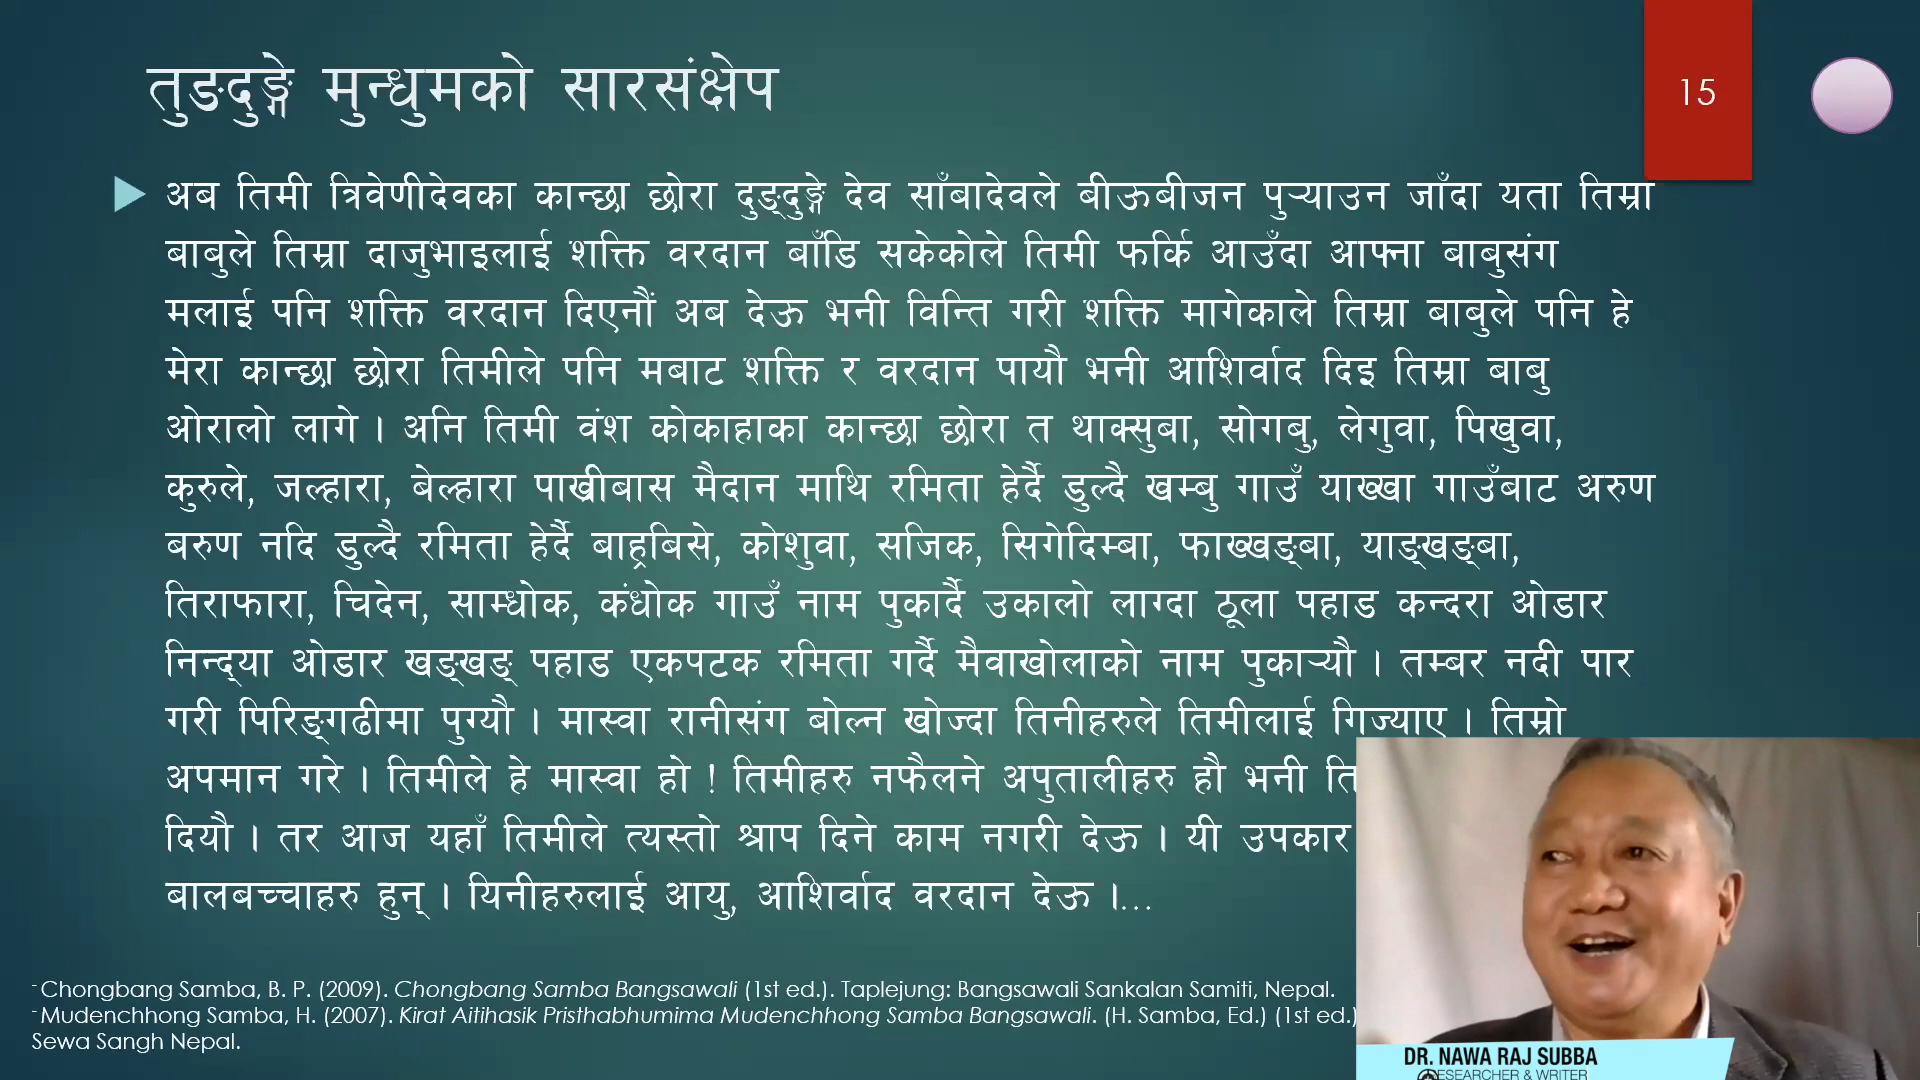 तुङदुङ्गे मुन्धुमको सारसंक्षेप
15
अब तिमी त्रिवेणीदेवका कान्छा छोरा दुङ्दुङ्गे देव साँबादेवले बीऊबीजन पुऱ्याउन जाँदा यता तिम्रा
बाबुले तिम्रा दाजुभाइलाई शक्ति वरदान बाँडि सकेकोले तिमी फर्कि आउँदा आफ्ना बाबुसंग
मलाई पनि शक्ति वरदान दिएनौं अब देऊ भनी विन्ति गरी शक्ति मागेकाले तिम्रा बाबुले पनि हे
मेरा कान्छा छोरा तिमीले पनि मबाट शक्ति र वरदान पायौ भनी आशिर्वाद दिइ तिम्रा बाबु
ओरालो लागे । अनि तिमी वंश कोकाहाका कान्छा छोरा त थाक्सुबा, सोगबु, लेगुवा, पिखुवा,
कुरुले, जल्हारा, बेल्हारा पाख्रीबास मैदान माथि रमिता हेर्दै डुल्दै खम्बु गाउँ याख्खा गाउँबाट अरुण
बरुण नदि डुल्दै रमिता हेर्दै बाह्रबिसे, कोशुवा, सजिक, सिगेदिम्बा, फाख्खङ्बा, याङ्खङ्बा,
तिराफारा, चिदेन, साम्धोक, कंधोक गाउँ नाम पुकार्दै उकालो लाग्दा ठूला पहाड कन्दरा ओडार
निन्द्या ओडार खङ्खङ् पहाड एकपटक रमिता गर्दै मैवाखोलाको नाम पुकाऱ्यौ । तम्बर नदी पार
गरी पिरिङ्गढीमा पुग्यौ । मास्वा रानीसंग बोल्न खोज्दा तिनीहरुले तिमीलाई गिज्याए । तिम्रो
अपमान गरे । तिमीले हे मास्वा हो ! तिमीहरु नफैलने अपुतालीहरु हौ भनी ति
दियौ । तर आज यहाँ तिमीले त्यस्तो श्राप दिने काम नगरी देऊ । यी उपकार
बालबच्चाहरु हुन् । यिनीहरुलाई आयु, आशिर्वाद वरदान देऊ ।...
- Chongbang Samba, B. P. (2009). Chongbang Samba Bangsawali (1st ed.). Taplejung: Bangsawali Sankalan Samiti, Nepal.
- Mudenchhong Samba, H. (2007). Kirat Aitihasik Pristhabhumima Mudenchhong Samba Bangsawali. (H. Samba, Ed.) (1st ed.)
Sewa Sangh Nepal.
DR. NAWA RAJ SUBBA
RESEARCHER & WRITER